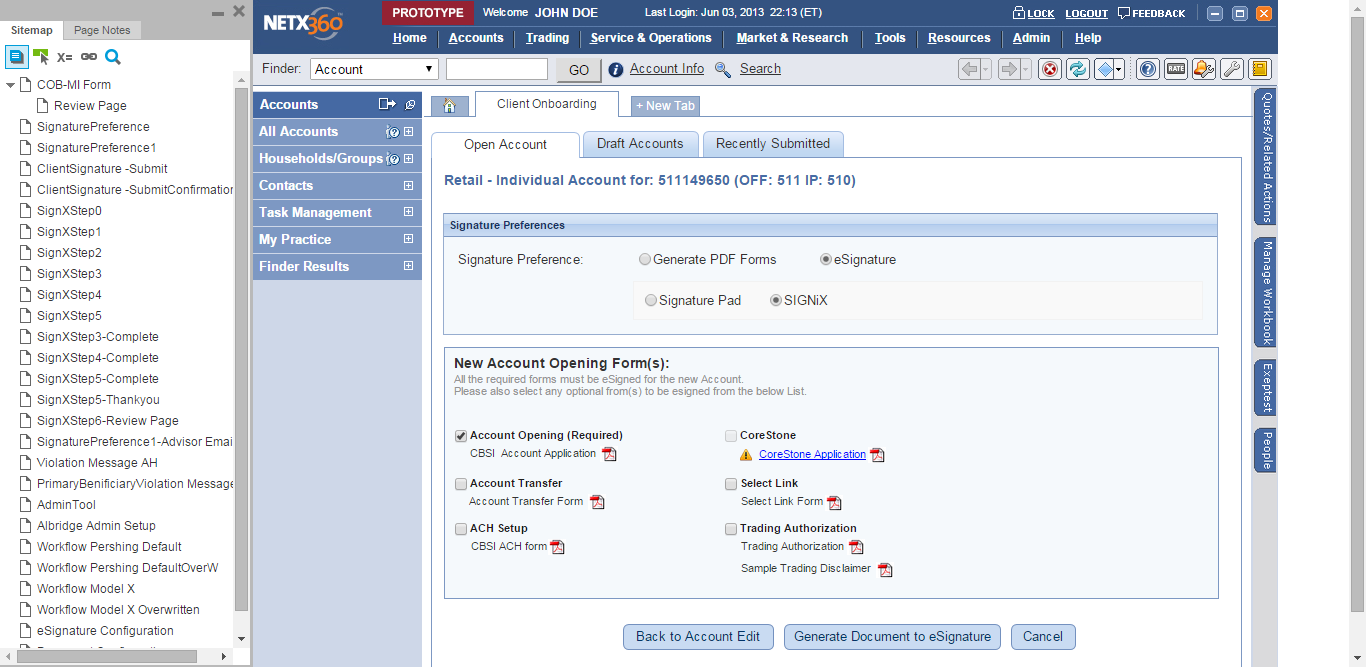 Sitemap
Page Notes
X=
COB-MI Form
Review Page
SignaturePreference
SignaturePreference1
ClientSignature -Submit
ClientSignature -SubmitConfirmation
SignXStep0
SignXStep1
SignXStep2
SignXStep3
SignXStep4
SignXStep5
SignXStep3-Complete
SignXStep4-Complete
SignXStep5-Complete
SignXStep5-Thankyou
SignXStep6-Review Page
SignaturePreference1-Advisor Emai
Violation Message AH
PrimaryBenificiaryViolation Message
AdminTool
Albridge Admin Setup
Workflow Pershing Default
Workflow Pershing DefaultOverW
Workflow Model X
Workflow Model X Overwritten
eSignature Configuration
NETX360™
PROTOTYPE
Welcome JOHN DOE
Last Login: Jun 03, 2013 22:13 (ET)
LOCK
LOGOUT
FEEDBACK
Home
Accounts
Trading
Service & Operations
Market & Research
Tools
Resources
Admin
Help
Finder:
Account
GO
Account Info
Search
RATE
Accounts
All Accounts
Households/Groups
Contacts
Task Management
My Practice
Finder Results
Client Onboarding
+ New Tab
Open Account
Draft Accounts
Recently Submitted
Retail - Individual Account for: 511149650 (OFF: 511 IP: 510)
Signature Preferences
Signature Preference:
Generate PDF Forms
eSignature
Signature Pad
SIGNiX
New Account Opening Form(s):
All the required forms must be eSigned for the new Account.
Please also select any optional from(s) to be esigned from the below List.
Account Opening (Required)
CBSI Account Application
CoreStone
CoreStone Application
Account Transfer
Account Transfer Form
Select Link
Select Link Form
ACH Setup
CBSI ACH form
Trading Authorization
Trading Authorization
Sample Trading Disclaimer
Back to Account Edit
Generate Document to eSignature
Cancel
Quotes/Related Actions
Manage Workbook
Exeptest
People